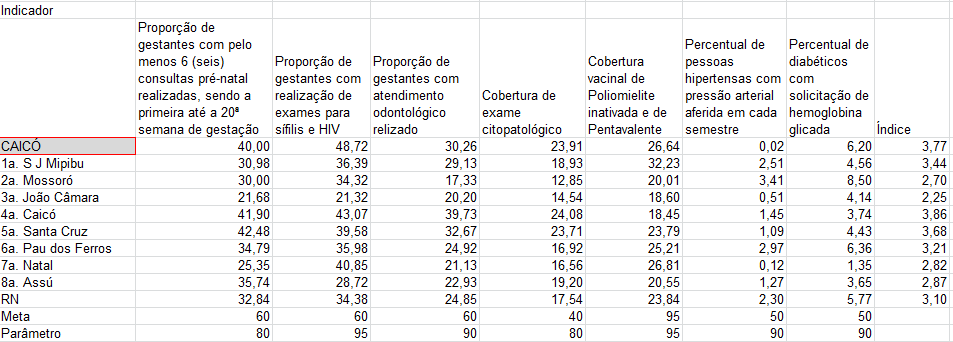 Indicador
Proporção de gestantes com pelo menos 6 (seis) consultas pré-natal realizadas, sendo a primeira até a 20ª semana de gestação
Proporção de gestantes com realização de exames para sífilis e HIV
Proporção de gestantes com atendimento odontológico relizado
Cobertura de exame citopatológico
Cobertura vacinal de Poliomielite inativada e de Pentavalente
Percentual de pessoas hipertensas com pressão arterial aferida em cada semestre
Percentual de diabéticos com solicitação de hemoglobina glicada
Índice
CAICÓ 40,00 48,72 30,26 23,91 26,64 0,02 6,20 3,77
1a. S J Mipibu 30,98 36,39 29,13 18,93 32,23 2,51 4,56 3,44
2a. Mossoró 30,00 34,32 17,33 12,85 20,01 3,41 8,50 2,70
3a. João Câmara 21,68 21,32 20,20 14,54 18,60 0,51 4,14 2,25
4a. Caicó 41,90 43,07 39,73 24,08 18,45 1,45 3,74 3,86
5a. Santa Cruz 42,48 39,58 32,67 23,71 23,79 1,09 4,43 3,68
6a. Pau dos Ferros 34,79 35,98 24,92 16,92 25,21 2,97 6,36 3,21
7a. Natal 25,35 40,85 21,13 16,56 26,81 0,12 1,35 2,82
8a. Assú 35,74 28,72 22,93 19,20 20,55 1,27 3,65 2,87
RN 32,84 34,38 24,85 17,54 23,84 2,30 5,77 3,10
Meta 60 60 60 40 95 50 50
Parâmetro 80 95 90 80 95 90 90